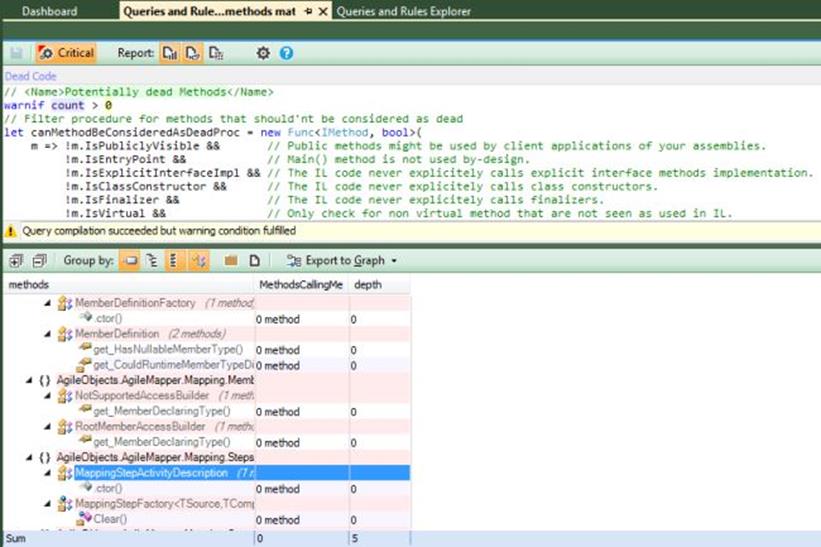 Dashboard Queries and Rule...methods mat Queries and Rules Explorer
Critical Report:
Dead Code
// <Name>Potentially dead Methods</Name>
warnif count > 0
// Filter procedure for methods that should'nt be considered as dead
let canMethodBeConsideredAsDeadProc = new Func<IMethod, bool>(
m => !m.IsPubliclyVisible && // Public methods might be used by client applications of your assemblies.
!m.IsEntryPoint && // Main() method is not used by-design.
!m.IsExplicitInterfaceImpl && // The IL code never explicitely calls explicit interface methods implementation.
!m.IsClassConstructor && // The IL code never explicitely calls class constructors.
!m.IsFinalizer && // The IL code never explicitely calls finalizers.
!m.IsVirtual && // Only check for non virtual method that are not seen as used in IL.
Query compilation succeeded but warning condition fulfilled
Group by: Export to Graph
methods MethodsCallingMe depth
MemberDefinitionFactory (1 method
.ctor() 0 method 0
MemberDefinition (2 methods)
get_HasNullableMemberType() 0 method 0
get_CouldRuntimeMemberTypeDi 0 method 0
{} AgileObjects.AgileMapper.Mapping.Memb
NotSupportedAccessBuilder (1 meth
get_MemberDeclaringType() 0 method 0
RootMemberAccessBuilder (1 meth
get_MemberDeclaringType() 0 method 0
{} AgileObjects.AgileMapper.Mapping.Steps
MappingStepActivityDescription (1 r
.ctor() 0 method 0
MappingStepFactory<TSource,TComp
Clear() 0 method 0
Sum 0 5